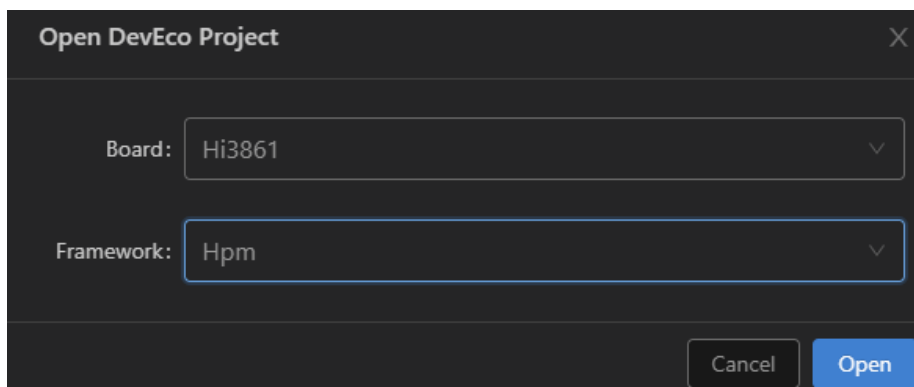 Open DevEco Project X
Board: Hi3861
Framework: Hpm
Cancel Open